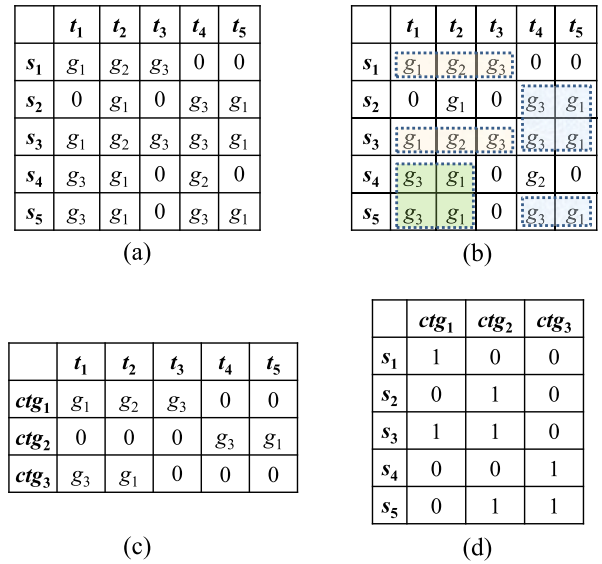 t1 t2 t3 t4 t5
s1 g1 g2 g3 0 0
s2 0 g1 0 g3 g1
s3 g1 g2 g3 g3 g1
s4 g3 g1 0 g2 0
s5 g3 g1 0 g3 g1
(a)
t1 t2 t3 t4 t5
s1 g1 g2 g3 0 0
s2 0 g1 0 g3 g1
s3 g1 g2 g3 g3 g1
s4 g3 g1 0 g2 0
s5 g3 g1 0 g3 g1
(b)
t1 t2 t3 t4 t5
ctg1 g1 g2 g3 0 0
ctg2 0 0 0 g3 g1
ctg3 g3 g1 0 0 0
(c)
ctg1 ctg2 ctg3
s1 1 0 0
s2 0 1 0
s3 1 1 0
s4 0 0 1
s5 0 1 1
(d)